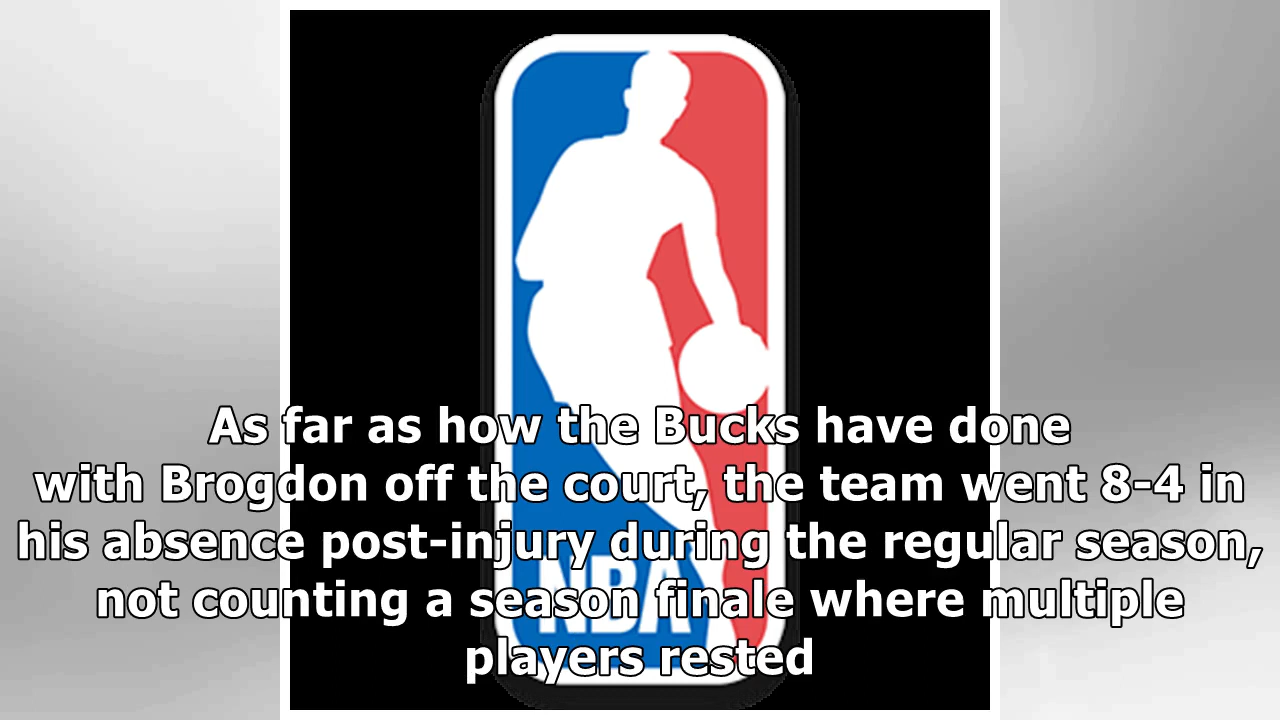 As far as how the Bucks have done
with Brogdon off the court, the team went 8-4 in
his absence post-injury during the regular season,
not counting a season finale where multiple
players rested
NBA